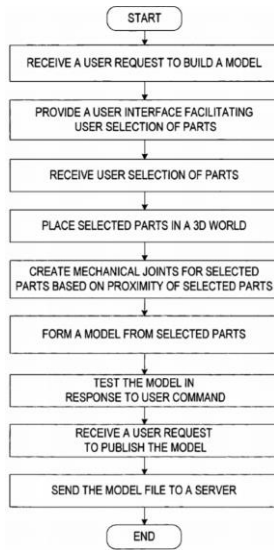 START
RECEIVE A USER REQUEST TO BUILD A MODEL
PROVIDE A USER INTERFACE FACILITATING
USER SELECTION OF PARTS
RECEIVE USER SELECTION OF PARTS
PLACE SELECTED PARTS IN A 3D WORLD
CREATE MECHANICAL JOINTS FOR SELECTED
PARTS BASED ON PROXIMITY OF SELECTED PARTS
FORM A MODEL FROM SELECTED PARTS
TEST THE MODEL IN
RESPONSE TO USER COMMAND
RECEIVE A USER REQUEST
TO PUBLISH THE MODEL
SEND THE MODEL FILE TO A SERVER
END